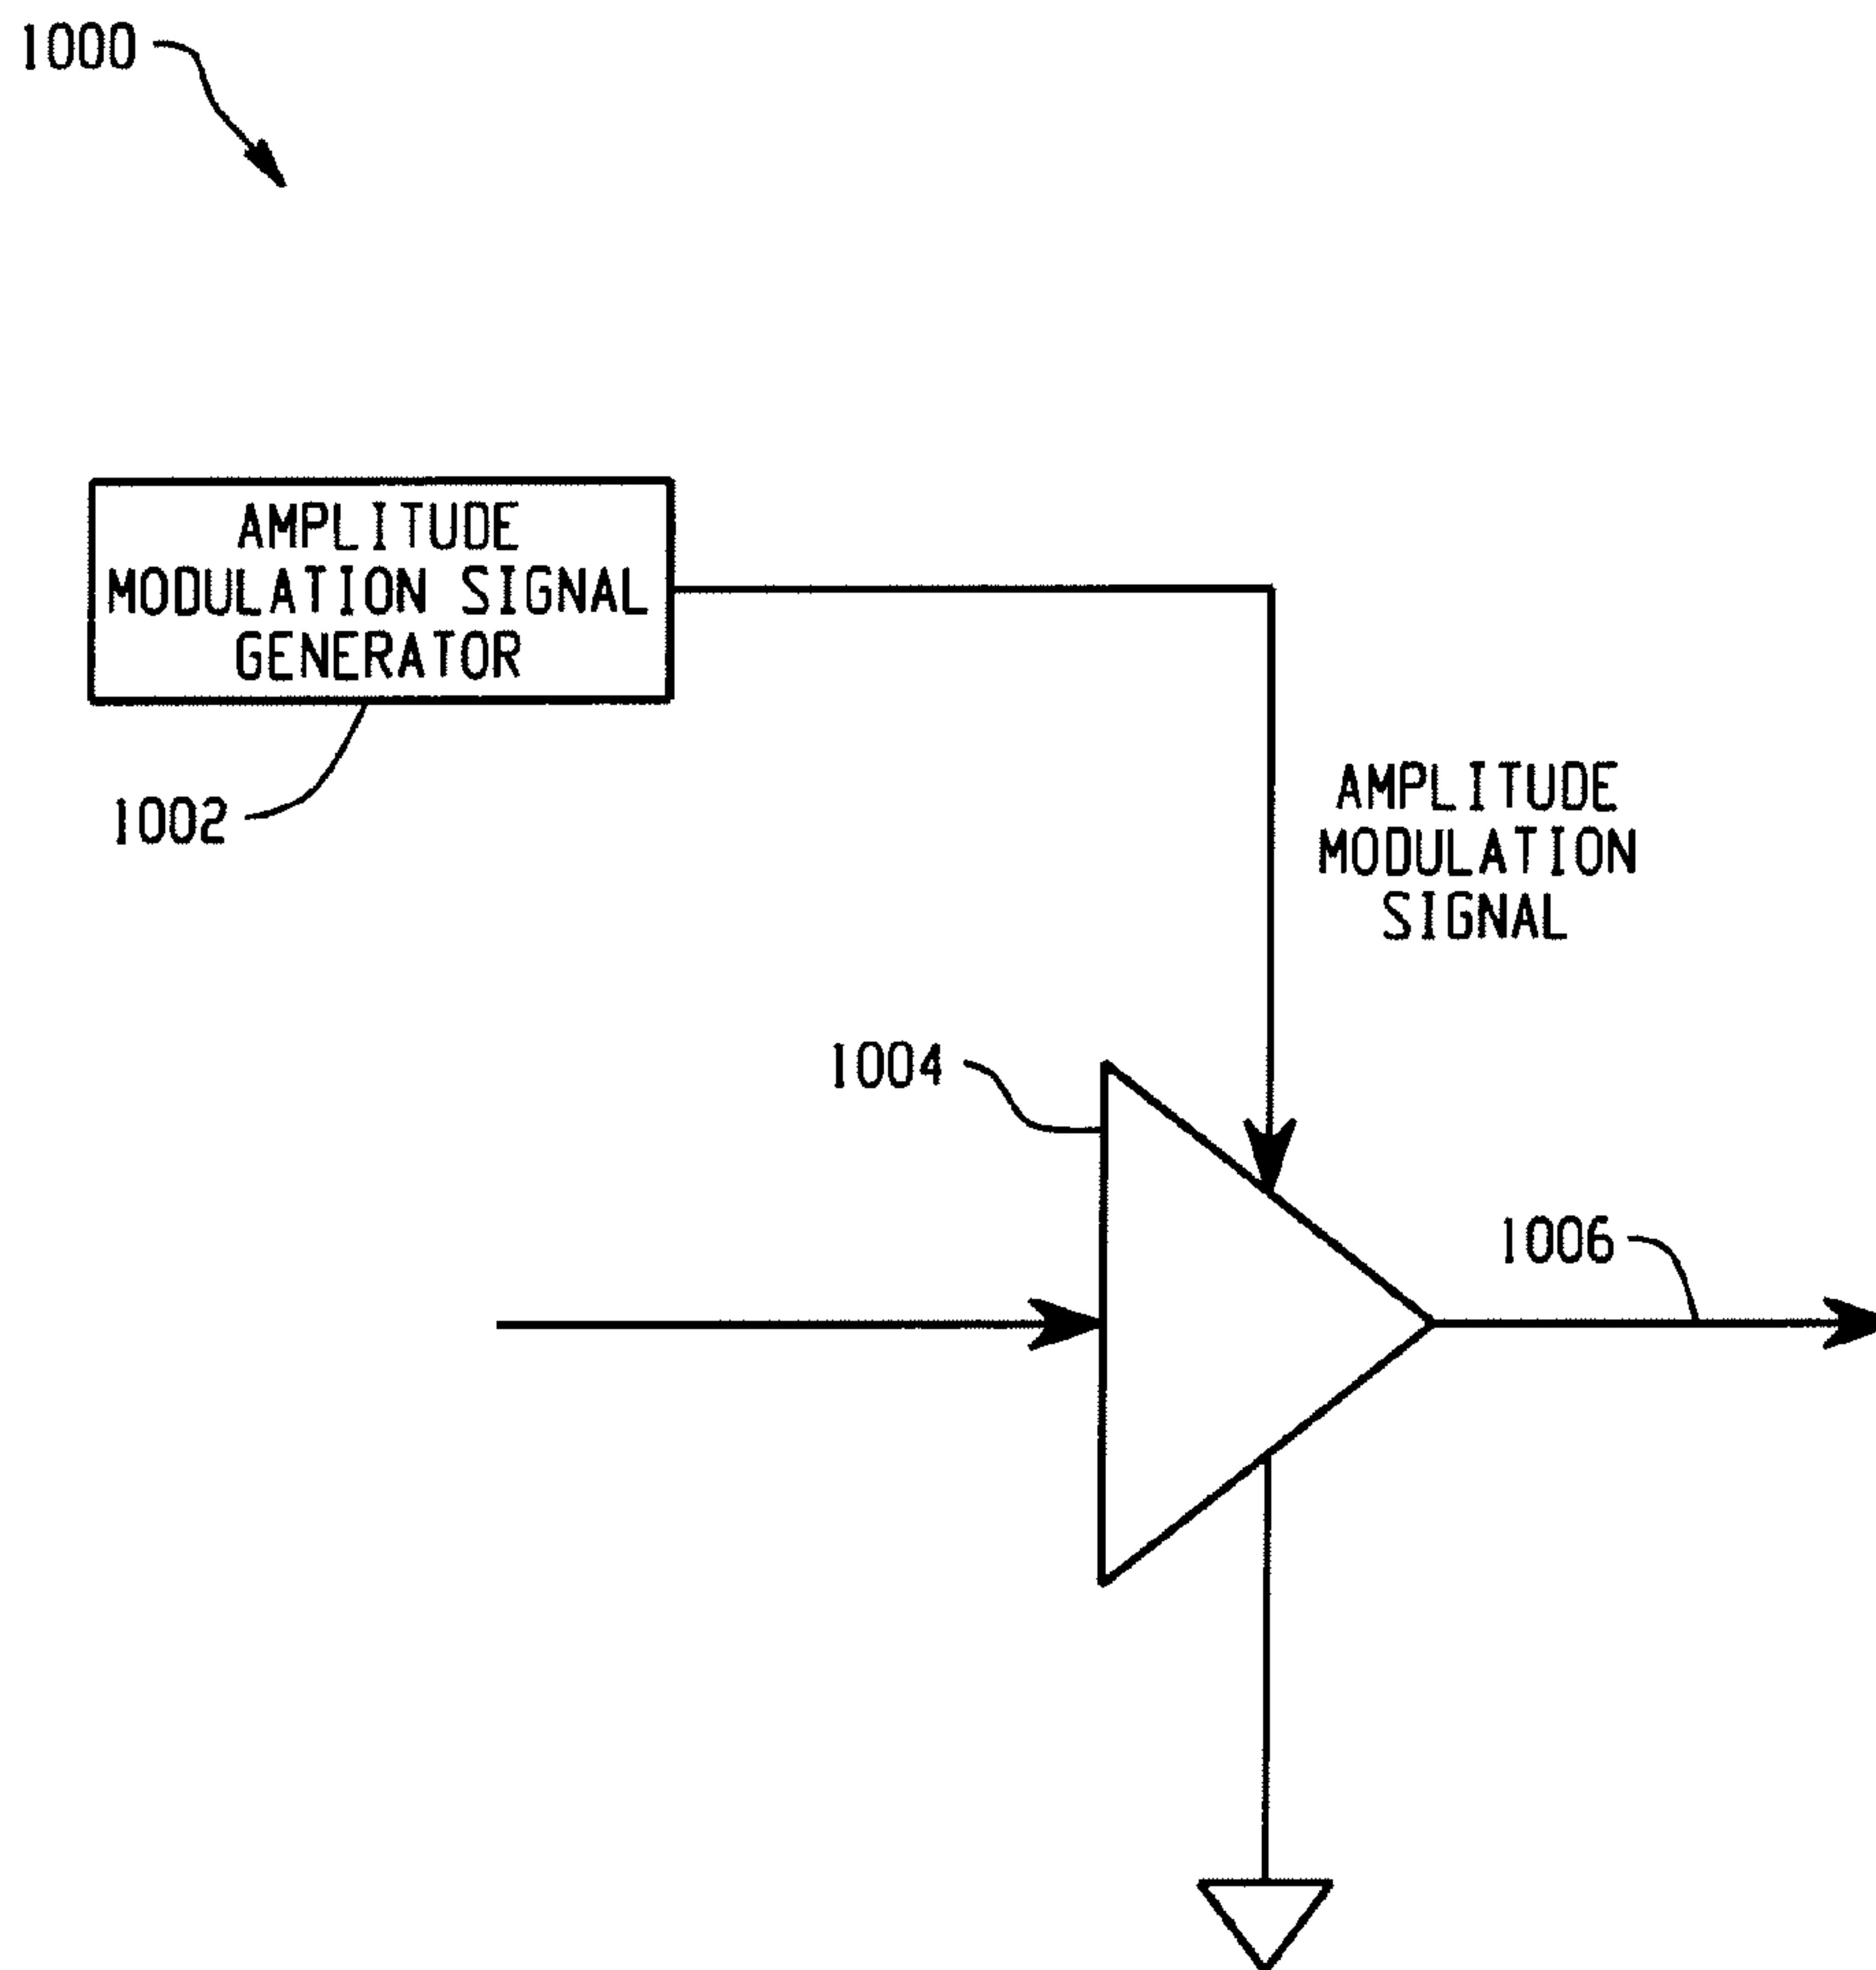 1000
AMPLITUDE
MODULATION SIGNAL
GENERATOR
1002
AMPLITUDE
MODULATION
SIGNAL
1004
1006